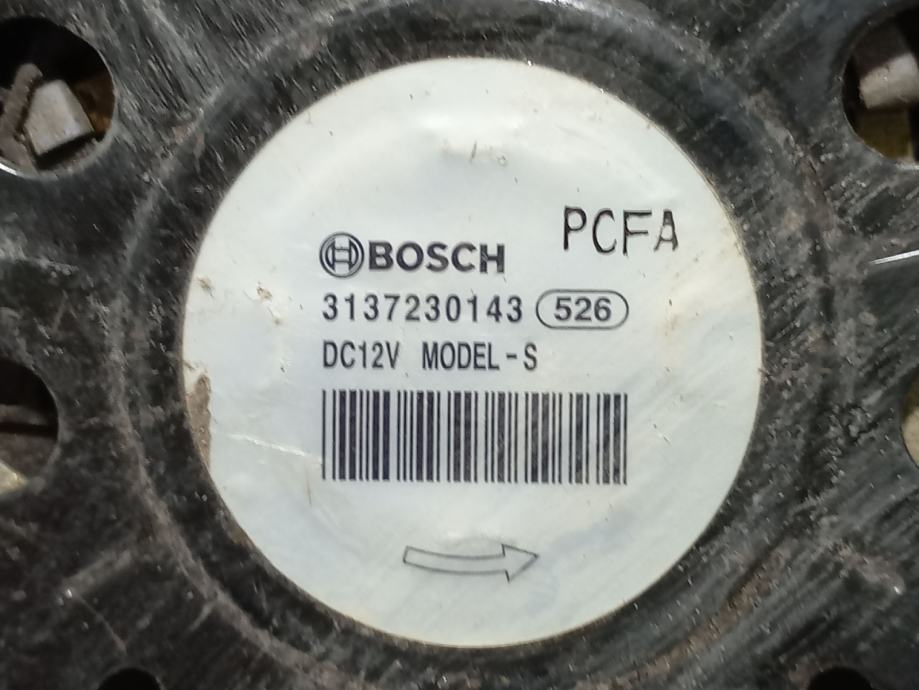 PCFA
BOSCH
3137230143 526
DC12V MODEL-S